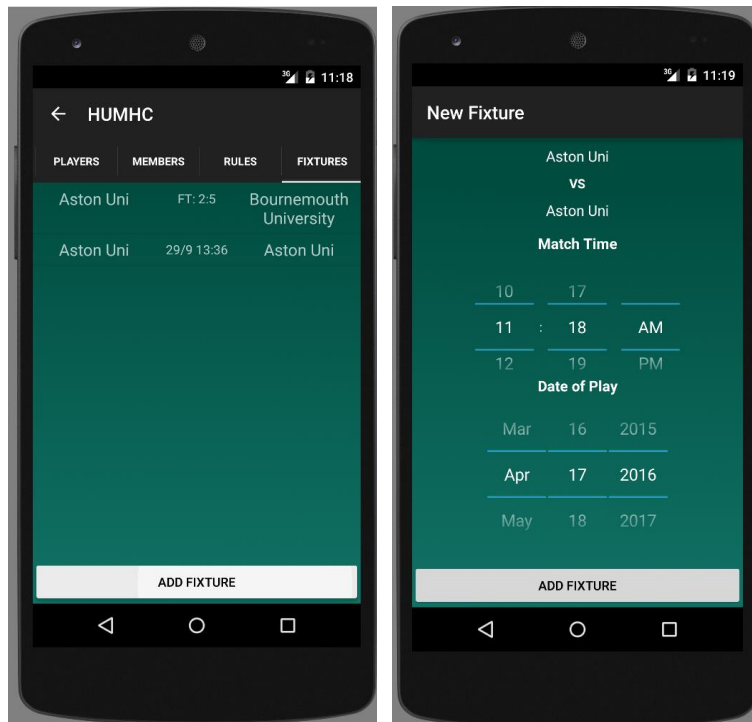 3G 11:18
← HUMHC
PLAYERS MEMBERS RULES FIXTURES
Aston Uni FT: 2:5 Bournemouth
University
Aston Uni 29/9 13:36 Aston Uni
ADD FIXTURE
3G 11:19
New Fixture
Aston Uni
VS
Aston Uni
Match Time
10 17
11 : 18 AM
12 19 PM
Date of Play
Mar 16 2015
Apr 17 2016
May 18 2017
ADD FIXTURE